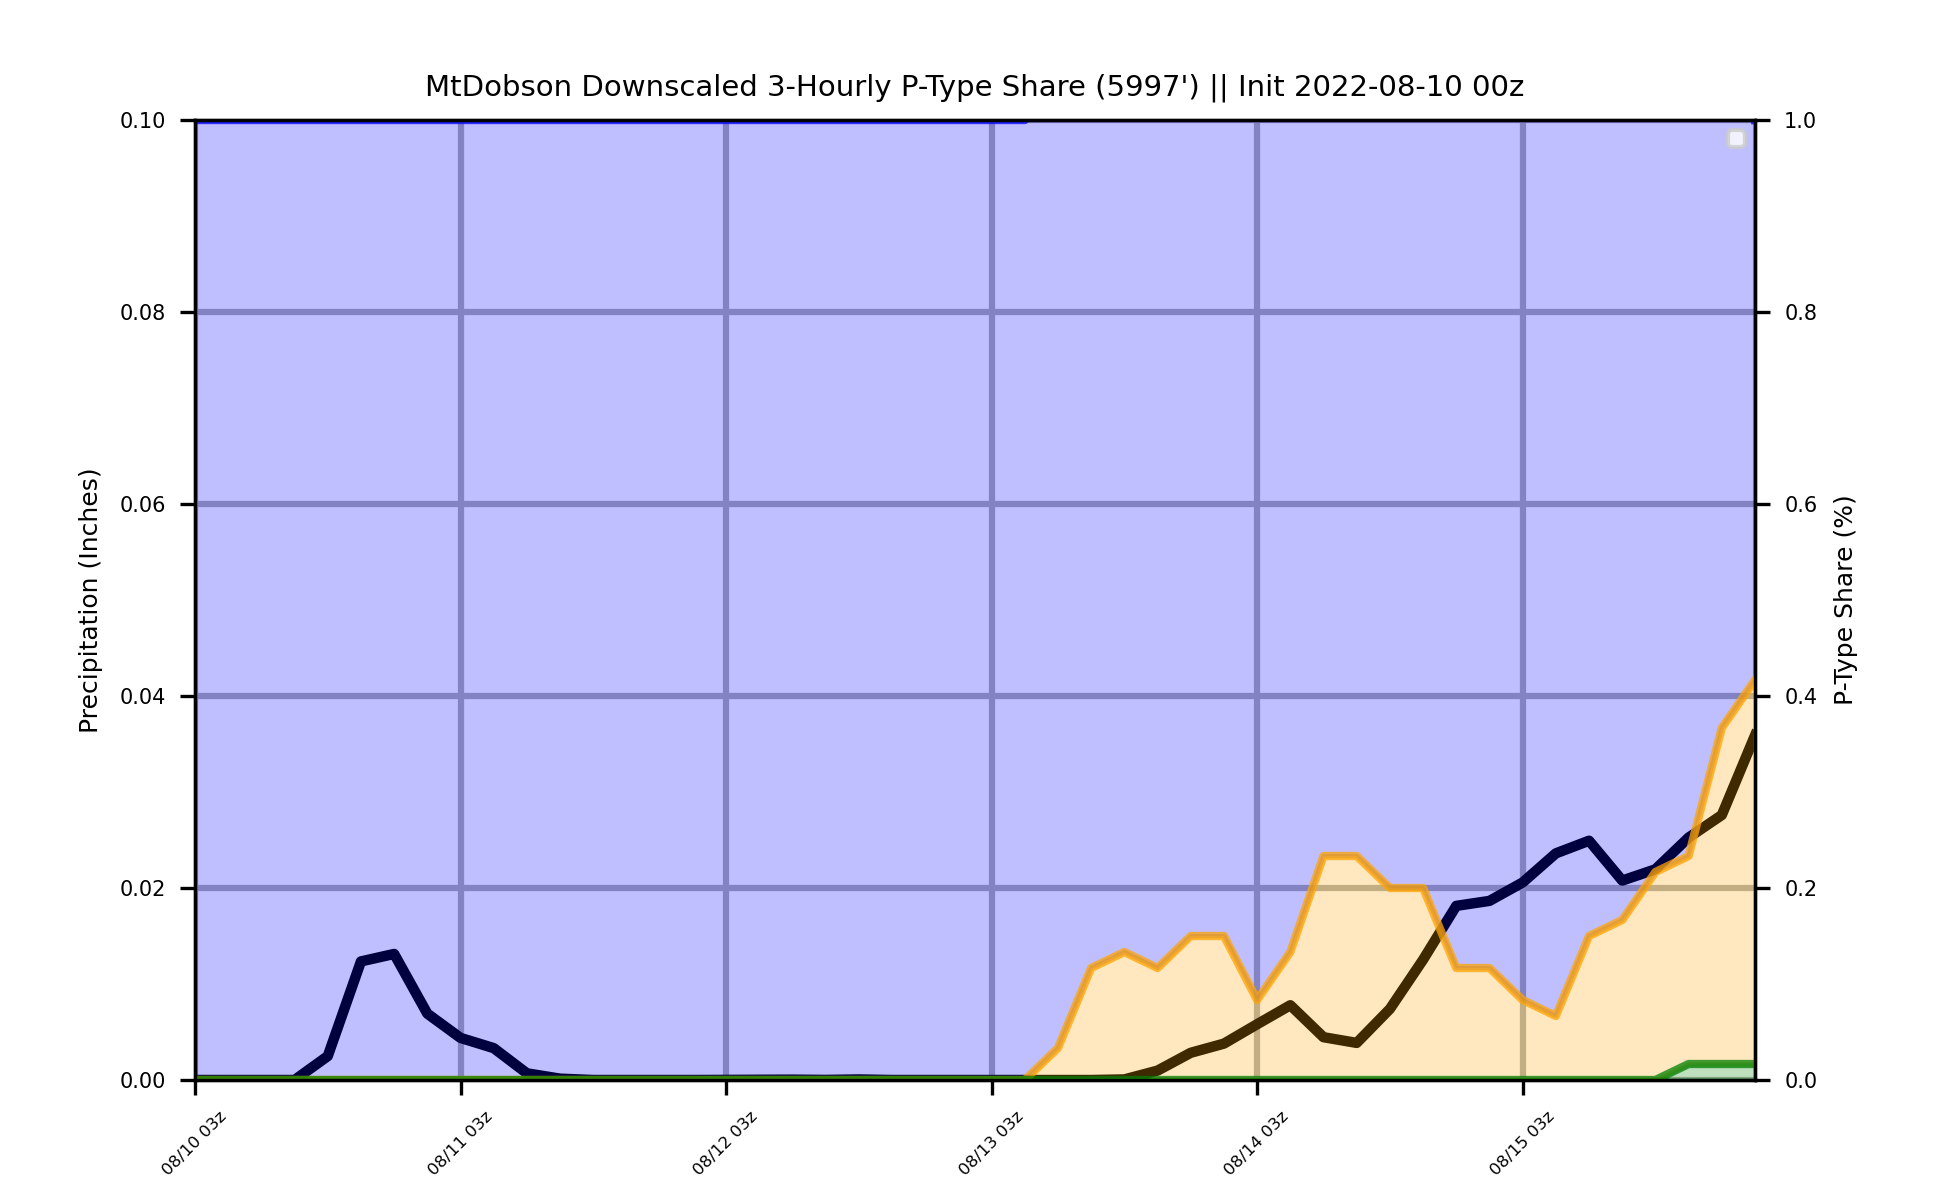 MtDobson Downscaled 3-Hourly P-Type Share (5997') || Init 2022-08-10 00z
Precipitation (Inches)
0.10
0.08
0.06
0.04
0.02
0.00
1.0
0.8
0.6
0.4
0.2
0.0
P-Type Share (%)
08/10 03z
08/11 03z
08/12 03z
08/13 03z
08/14 03z
08/15 03z